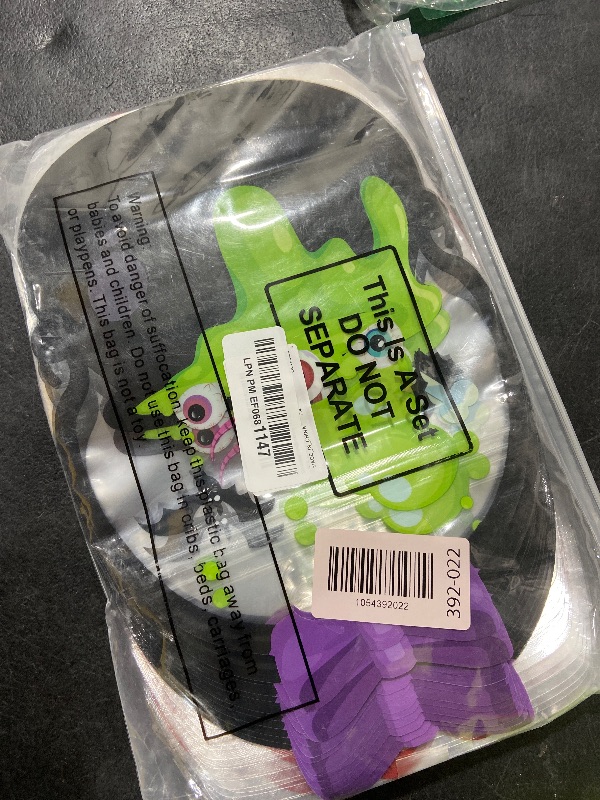 Warning:
To avoid danger of suffocation, keep this plastic bag away from
babies and children. Do not use this bag in cribs, beds, carriages,
or playpens. This bag is not a toy.
This Is A Set
DO NOT
SEPARATE
LPN PM EF068 1147
1054392022
392-022